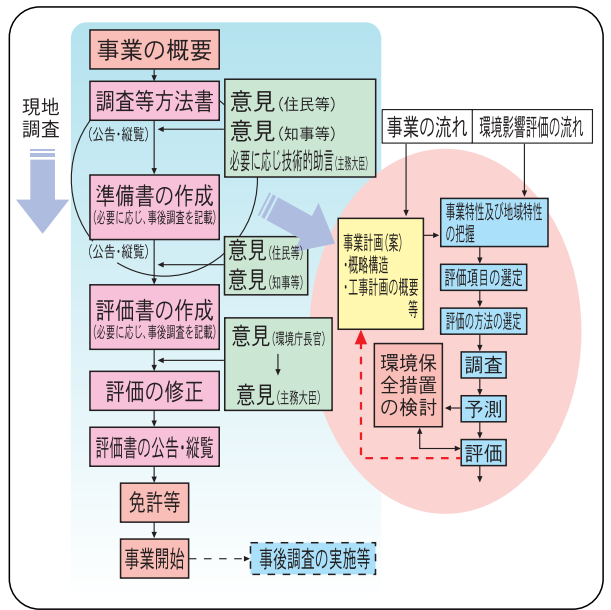 事業の概要
調査等方法書
(公告・縦覧)
現地
調査
意見(住民等)
意見(知事等)
必要に応じ技術的助言(主務大臣)
準備書の作成
(必要に応じ、事後調査を記載)
(公告・縦覧)
意見(住民等)
意見(知事等)
評価書の作成
(必要に応じ、事後調査を記載)
意見(環境庁長官)
意見(主務大臣)
評価の修正
評価書の公告・縦覧
免許等
事業開始
事後調査の実施等
事業の流れ
環境影響評価の流れ
事業計画(案)
・概略構造
・工事計画の概要
等
事業特性及び地域特性
の把握
評価項目の選定
評価の方法の選定
調査
予測
評価
環境保
全措置
の検討